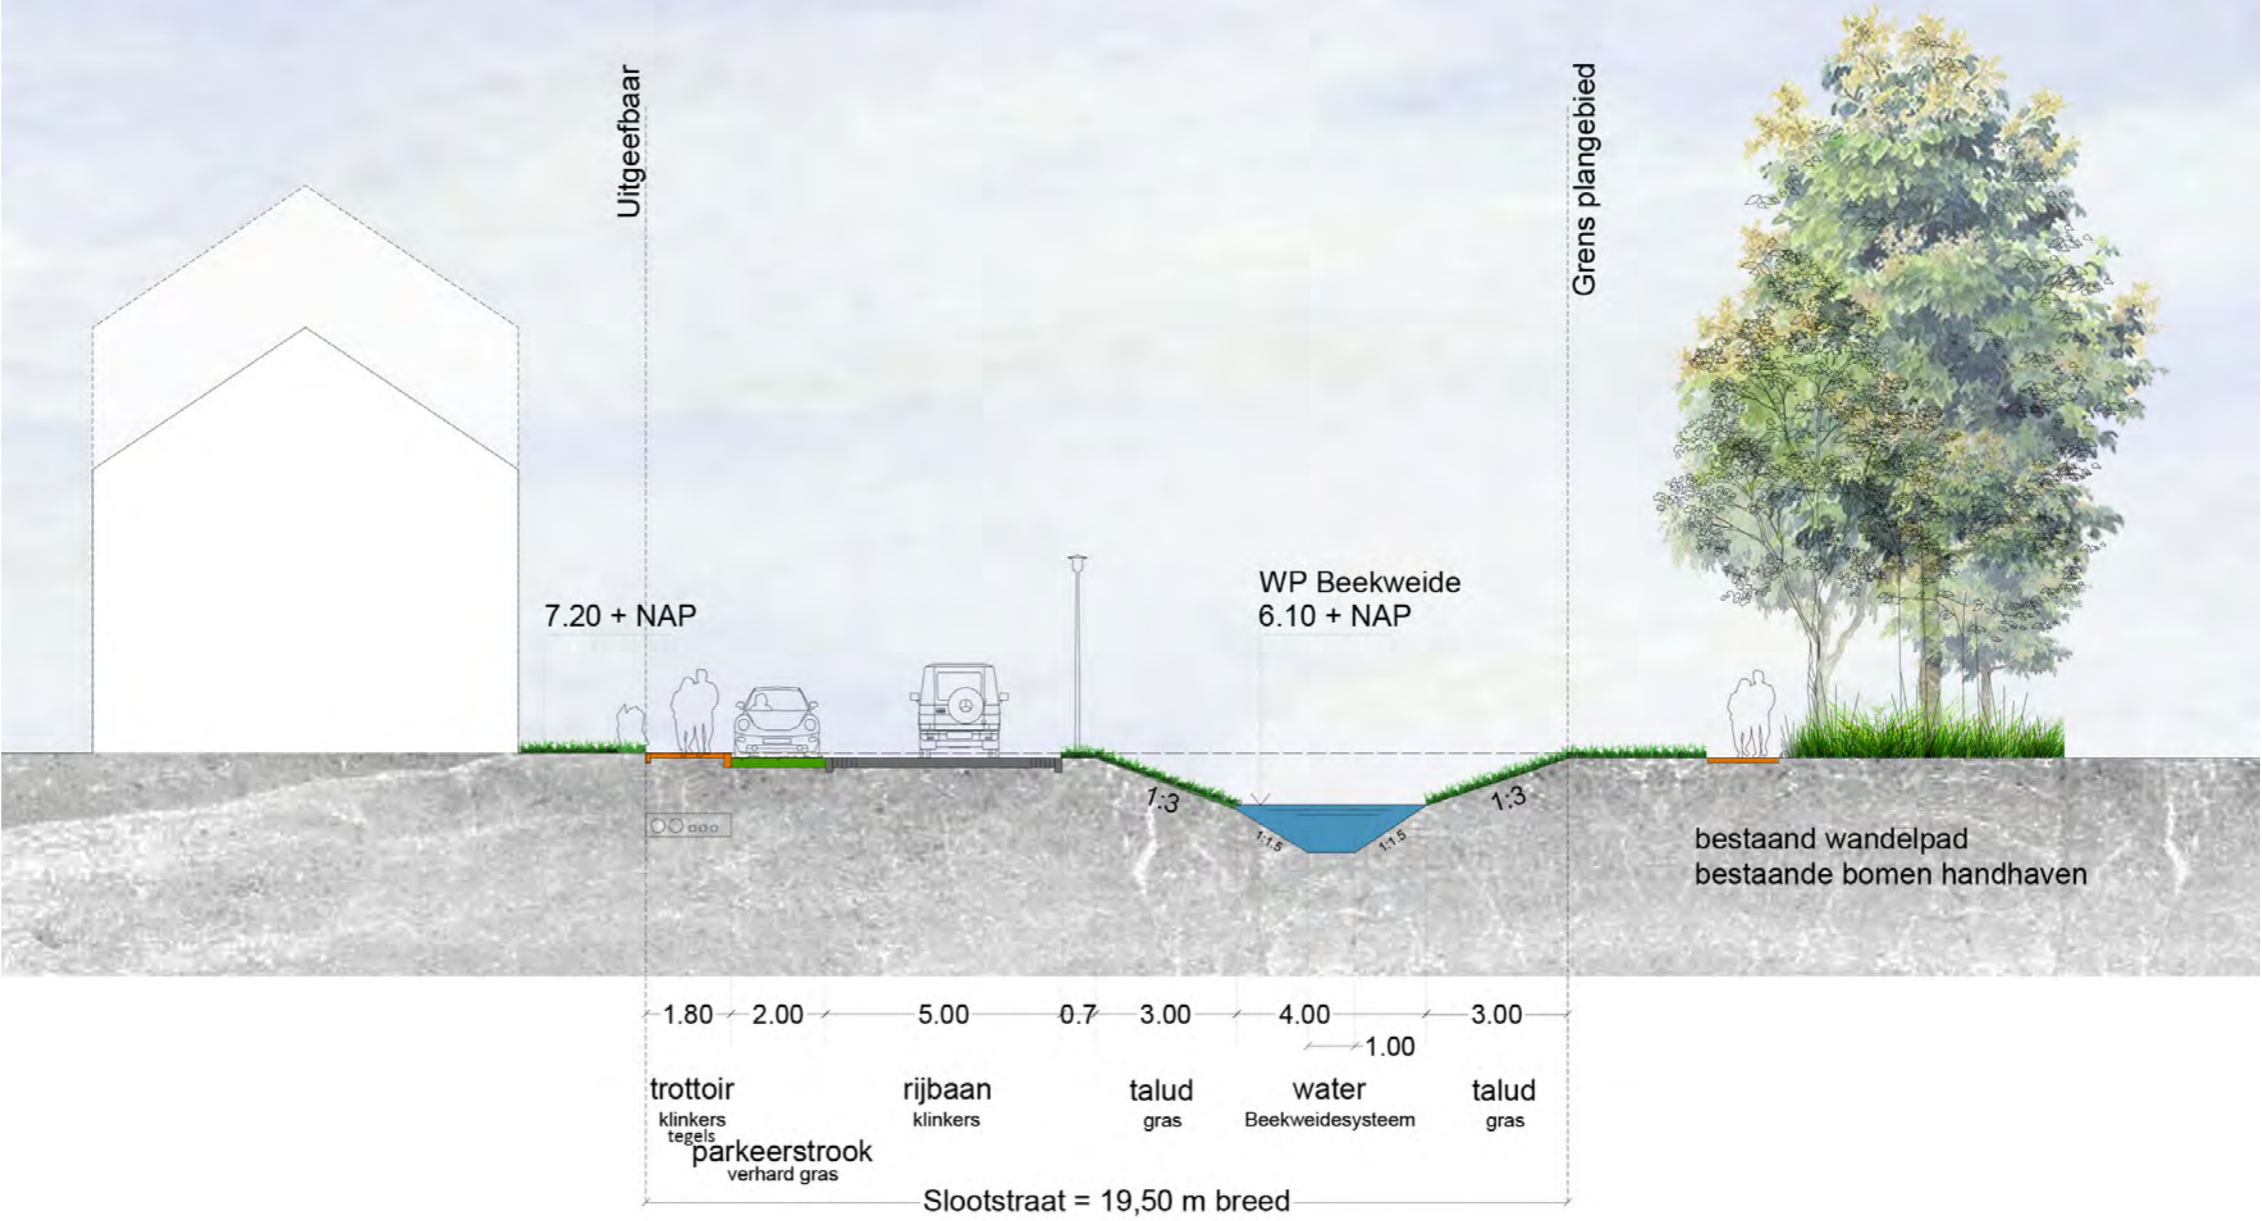 Uitgeefbaar
Grens plangebied
WP Beekweide
7.20 + NAP
6.10 + NAP
1:3
1:3
1:1.5
1:1.5
bestaand wandelpad
bestaande bomen handhaven
1.80
2.00
5.00
0.7
3.00
4.00
3.00
1.00
trottoir
klinkers
tegels
parkeerstrook
verhard gras
rijbaan
klinkers
talud
gras
water
Beekweidesysteem
talud
gras
Slootstraat = 19,50 m breed